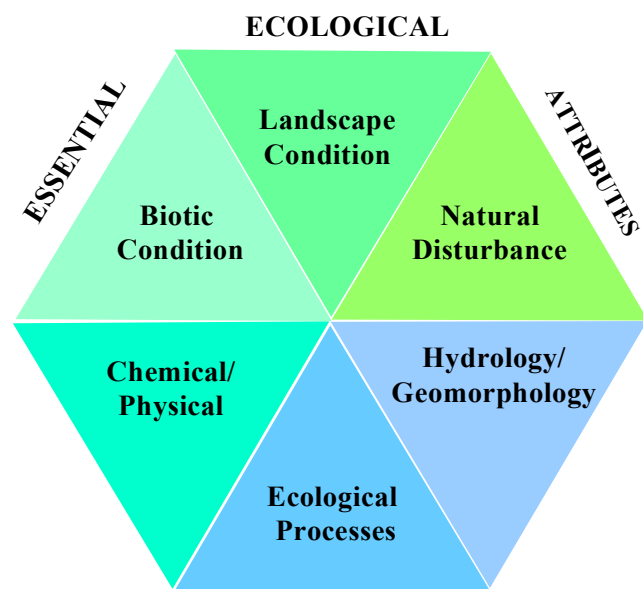 ESSENTIAL
ECOLOGICAL
ATTRIBUTES
Landscape
Condition
Biotic
Condition
Natural
Disturbance
Chemical/
Physical
Hydrology/
Geomorphology
Ecological
Processes